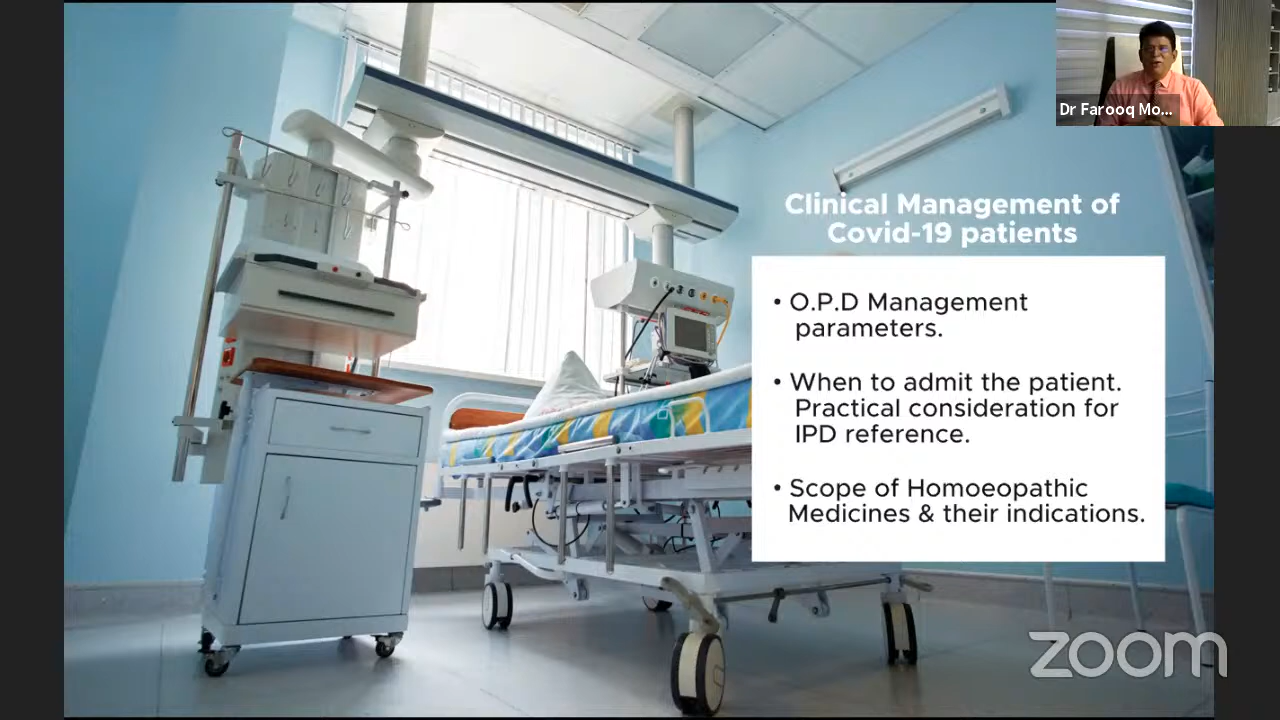 Dr Farooq Mo...
Clinical Management of
Covid-19 patients
• O.P.D Management
parameters.
• When to admit the patient.
Practical consideration for
IPD reference.
• Scope of Homoeopathic
Medicines & their indications.
zoom